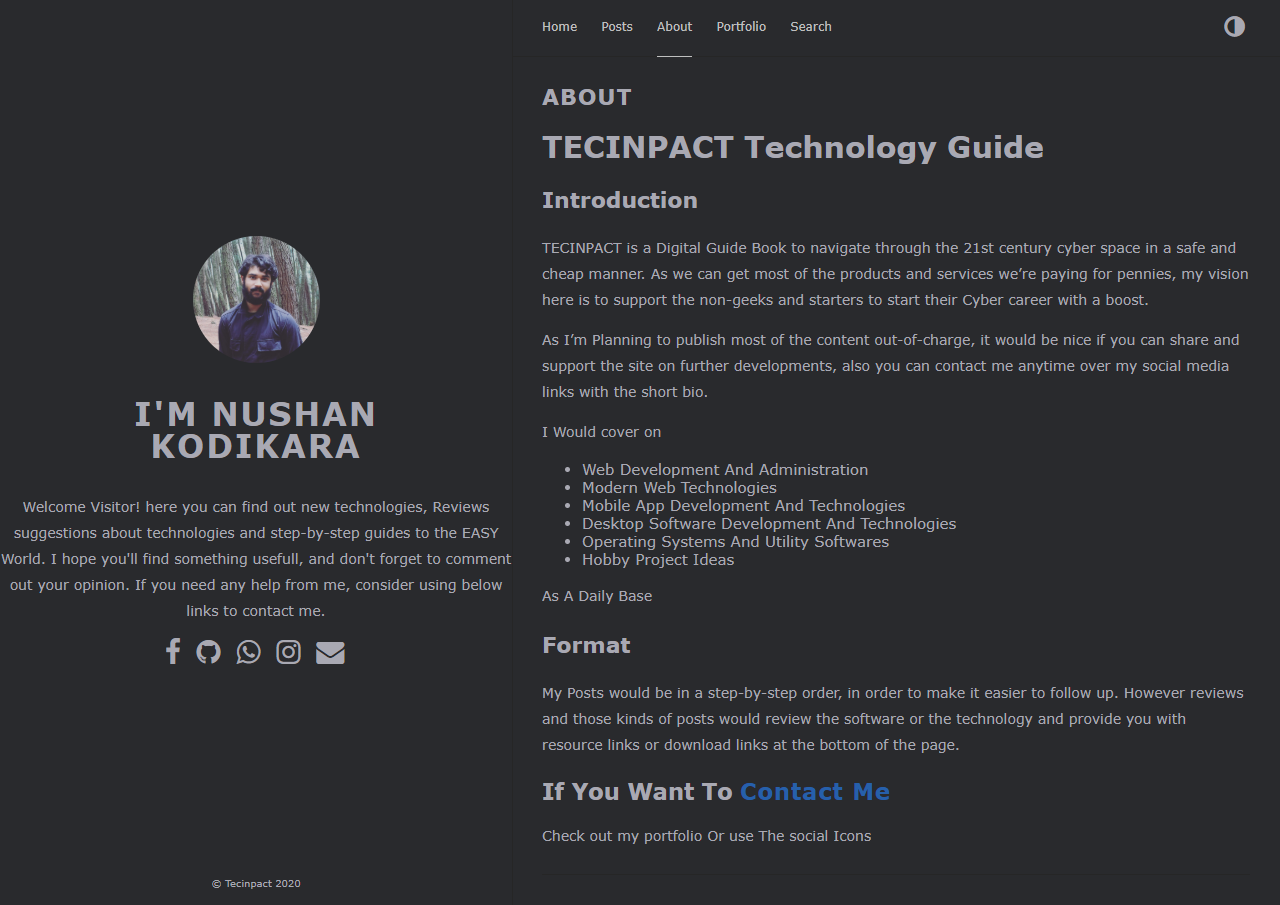 Home Posts About Portfolio Search
I'M NUSHAN
KODIKARA
Welcome Visitor! here you can find out new technologies, Reviews
suggestions about technologies and step-by-step guides to the EASY
World. I hope you'll find something usefull, and don't forget to comment
out your opinion. If you need any help from me, consider using below
links to contact me.
© Tecinpact 2020
ABOUT
TECINPACT Technology Guide
Introduction
TECINPACT is a Digital Guide Book to navigate through the 21st century cyber space in a safe and
cheap manner. As we can get most of the products and services we’re paying for pennies, my vision
here is to support the non-geeks and starters to start their Cyber career with a boost.
As I’m Planning to publish most of the content out-of-charge, it would be nice if you can share and
support the site on further developments, also you can contact me anytime over my social media
links with the short bio.
I Would cover on
• Web Development And Administration
• Modern Web Technologies
• Mobile App Development And Technologies
• Desktop Software Development And Technologies
• Operating Systems And Utility Softwares
• Hobby Project Ideas
As A Daily Base
Format
My Posts would be in a step-by-step order, in order to make it easier to follow up. However reviews
and those kinds of posts would review the software or the technology and provide you with
resource links or download links at the bottom of the page.
If You Want To Contact Me
Check out my portfolio Or use The social Icons